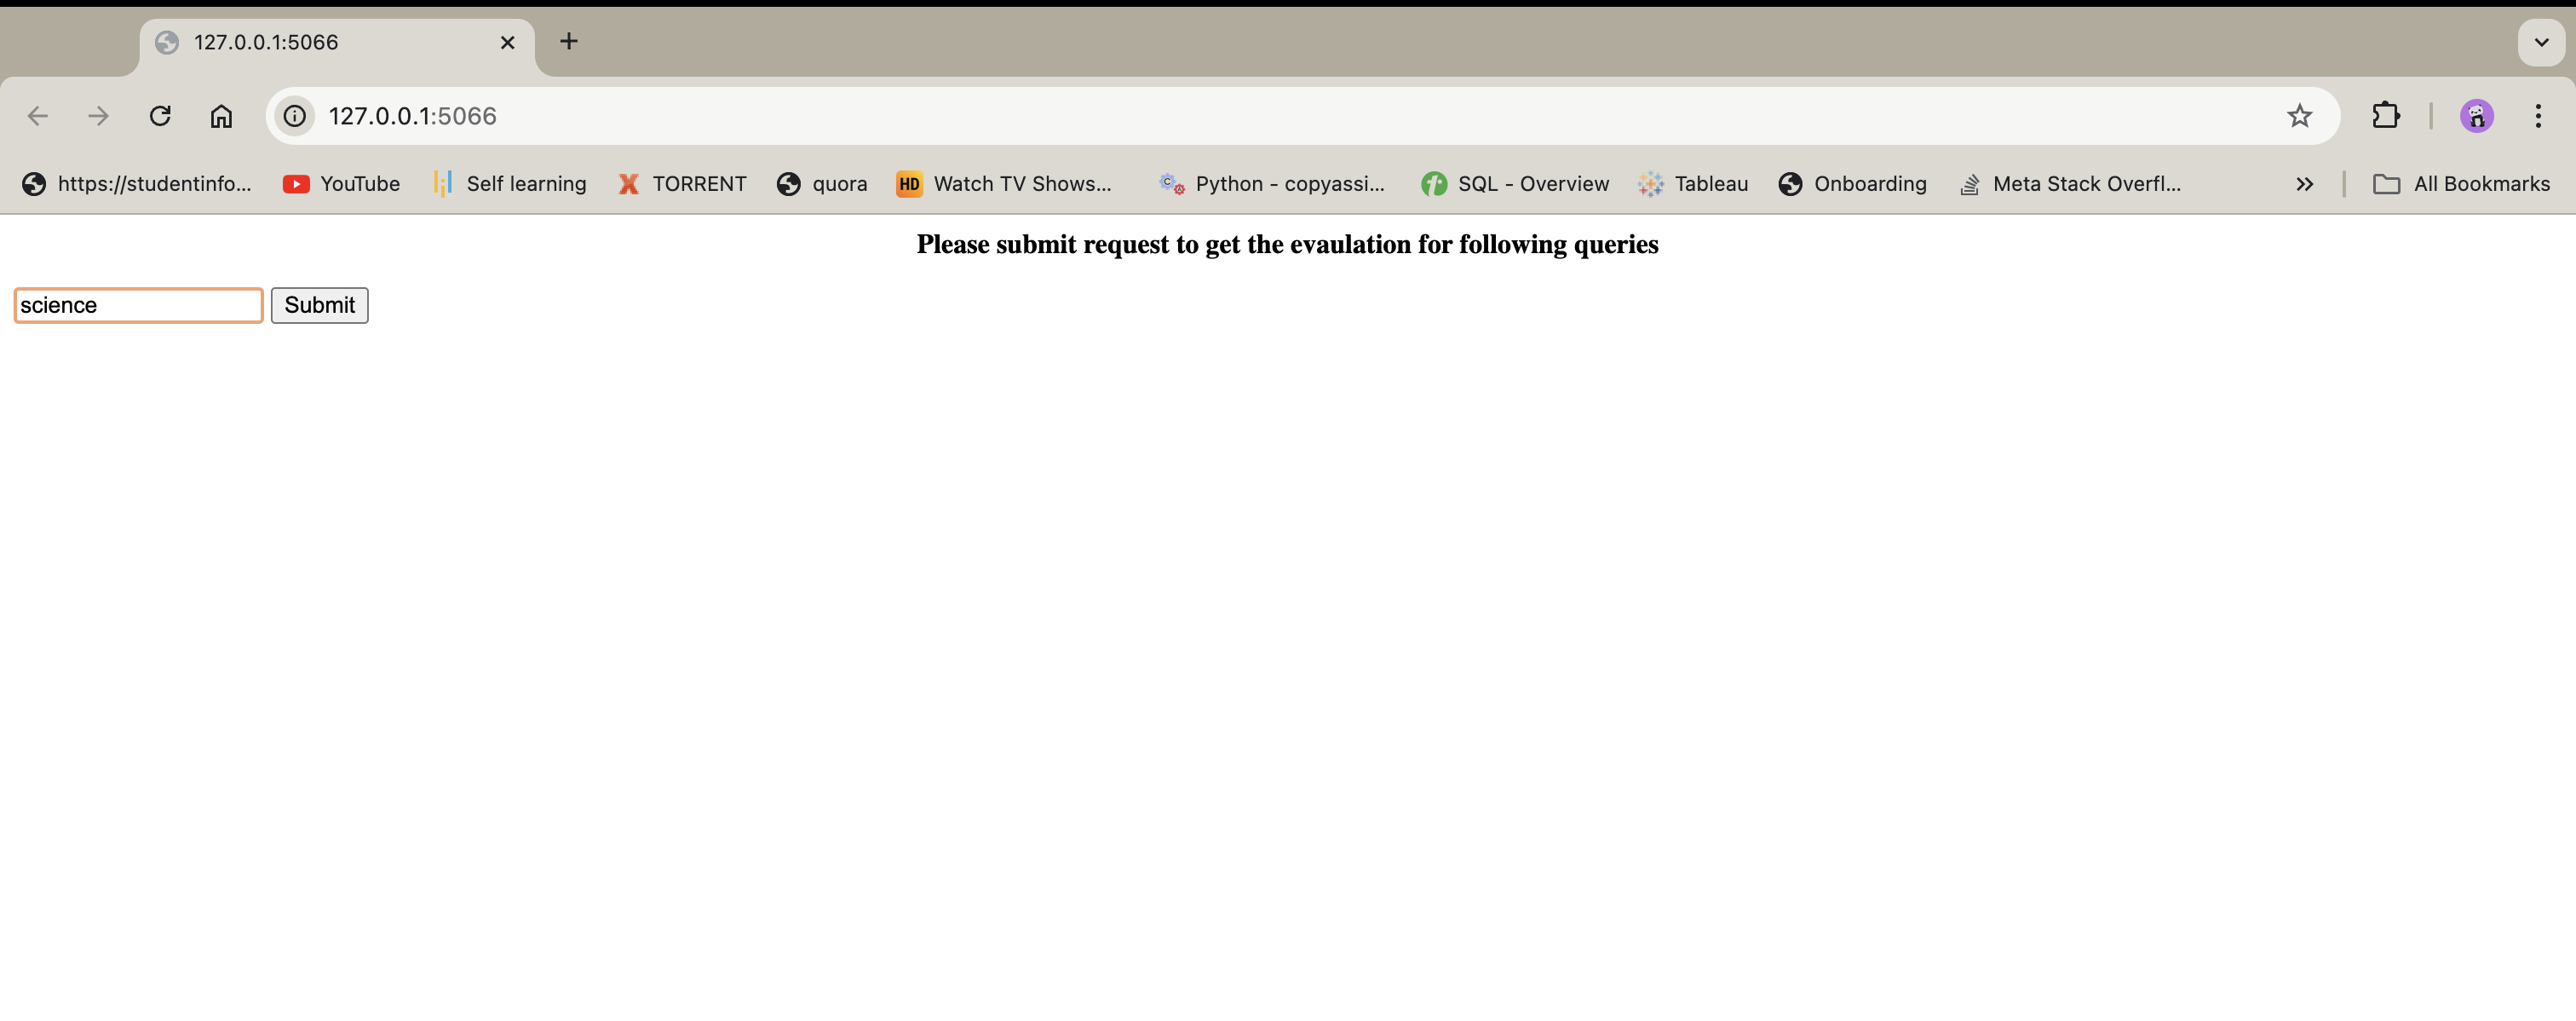 127.0.0.1:5066
127.0.0.1:5066
https://studentinfo... YouTube Self learning TORRENT quora HD Watch TV Shows... Python - copyassi... SQL - Overview Tableau Onboarding Meta Stack Overfl... All Bookmarks
Please submit request to get the evaulation for following queries
science Submit